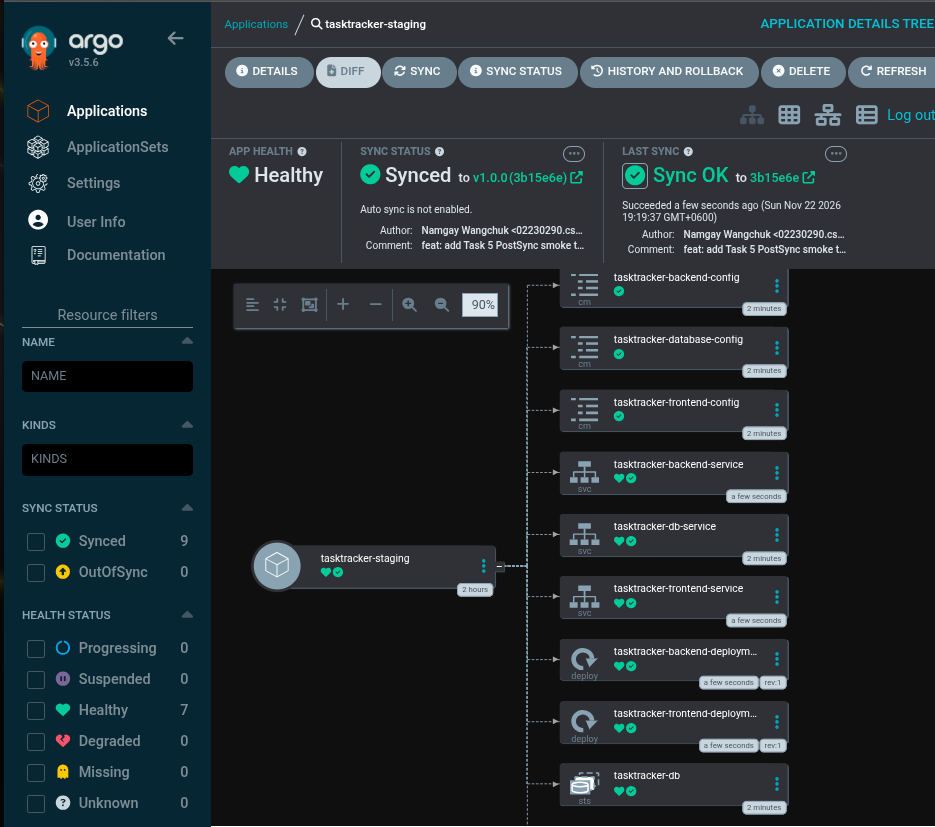 argo
v3.5.6
Applications
ApplicationSets
Settings
User Info
Documentation
Resource filters
NAME
NAME
KINDS
KINDS
SYNC STATUS
Synced 9
OutOfSync 0
HEALTH STATUS
Progressing 0
Suspended 0
Healthy 7
Degraded 0
Missing 0
Unknown 0
Applications / tasktracker-staging
APPLICATION DETAILS TREE
DETAILS DIFF SYNC SYNC STATUS HISTORY AND ROLLBACK DELETE REFRESH
Log out
APP HEALTH
Healthy
SYNC STATUS
Synced to v1.0.0 (3b15e6e)
Auto sync is not enabled.
Author: Namgay Wangchuk <02230290.cs...
Comment: feat: add Task 5 PostSync smoke t...
LAST SYNC
Sync OK to 3b15e6e
Succeeded a few seconds ago (Sun Nov 22 2026
19:19:37 GMT+0600)
Author: Namgay Wangchuk <02230290.cs...
Comment: feat: add Task 5 PostSync smoke t...
90%
tasktracker-staging
2 hours
tasktracker-backend-config
cm
2 minutes
tasktracker-database-config
cm
2 minutes
tasktracker-frontend-config
cm
2 minutes
tasktracker-backend-service
svc
a few seconds
tasktracker-db-service
svc
2 minutes
tasktracker-frontend-service
svc
a few seconds
tasktracker-backend-deploym...
deploy
a few seconds rev:1
tasktracker-frontend-deploym...
deploy
a few seconds rev:1
tasktracker-db
sts
2 minutes